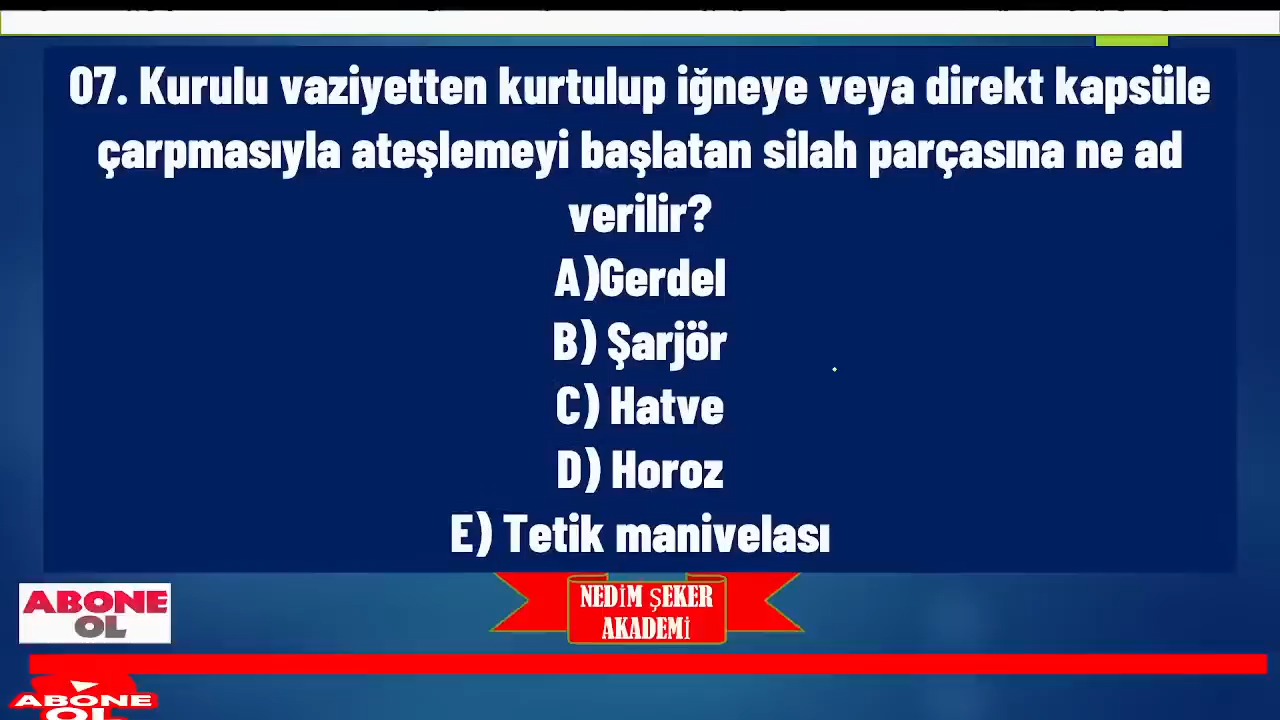 07. Kurulu vaziyetten kurtulup iğneye veya direkt kapsüle
çarpmasıyla ateşlemeyi başlatan silah parçasına ne ad
verilir?
A)Gerdel
B) Şarjör
C) Hatve
D) Horoz
E) Tetik manivelası
NEDİM ŞEKER
AKADEMİ
ABONE
OL
ABONE
OL